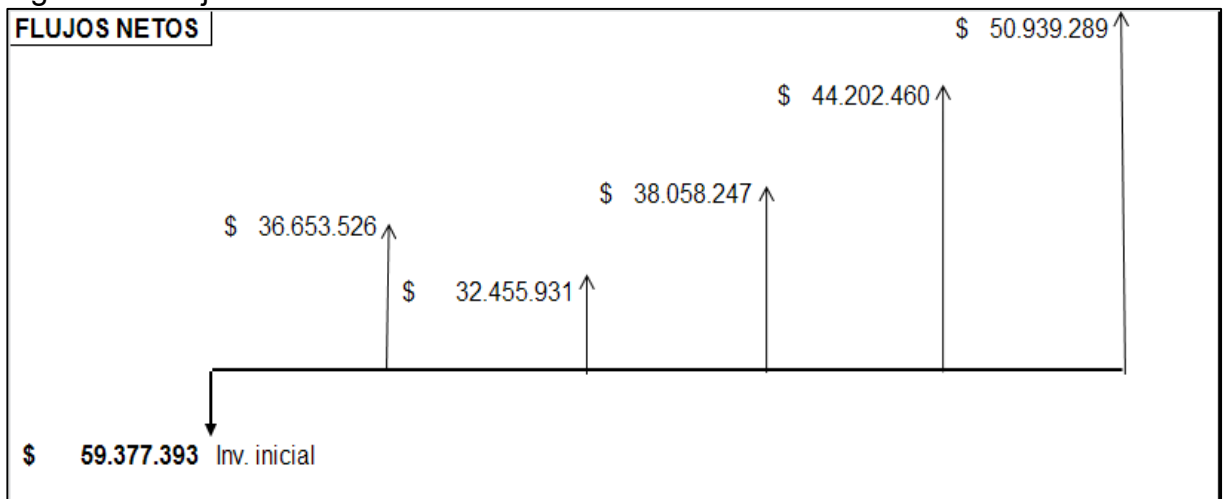 FLUJOS NETOS
$ 50.939.289
$ 44.202.460
$ 38.058.247
$ 36.653.526
$ 32.455.931
$ 59.377.393 Inv. inicial